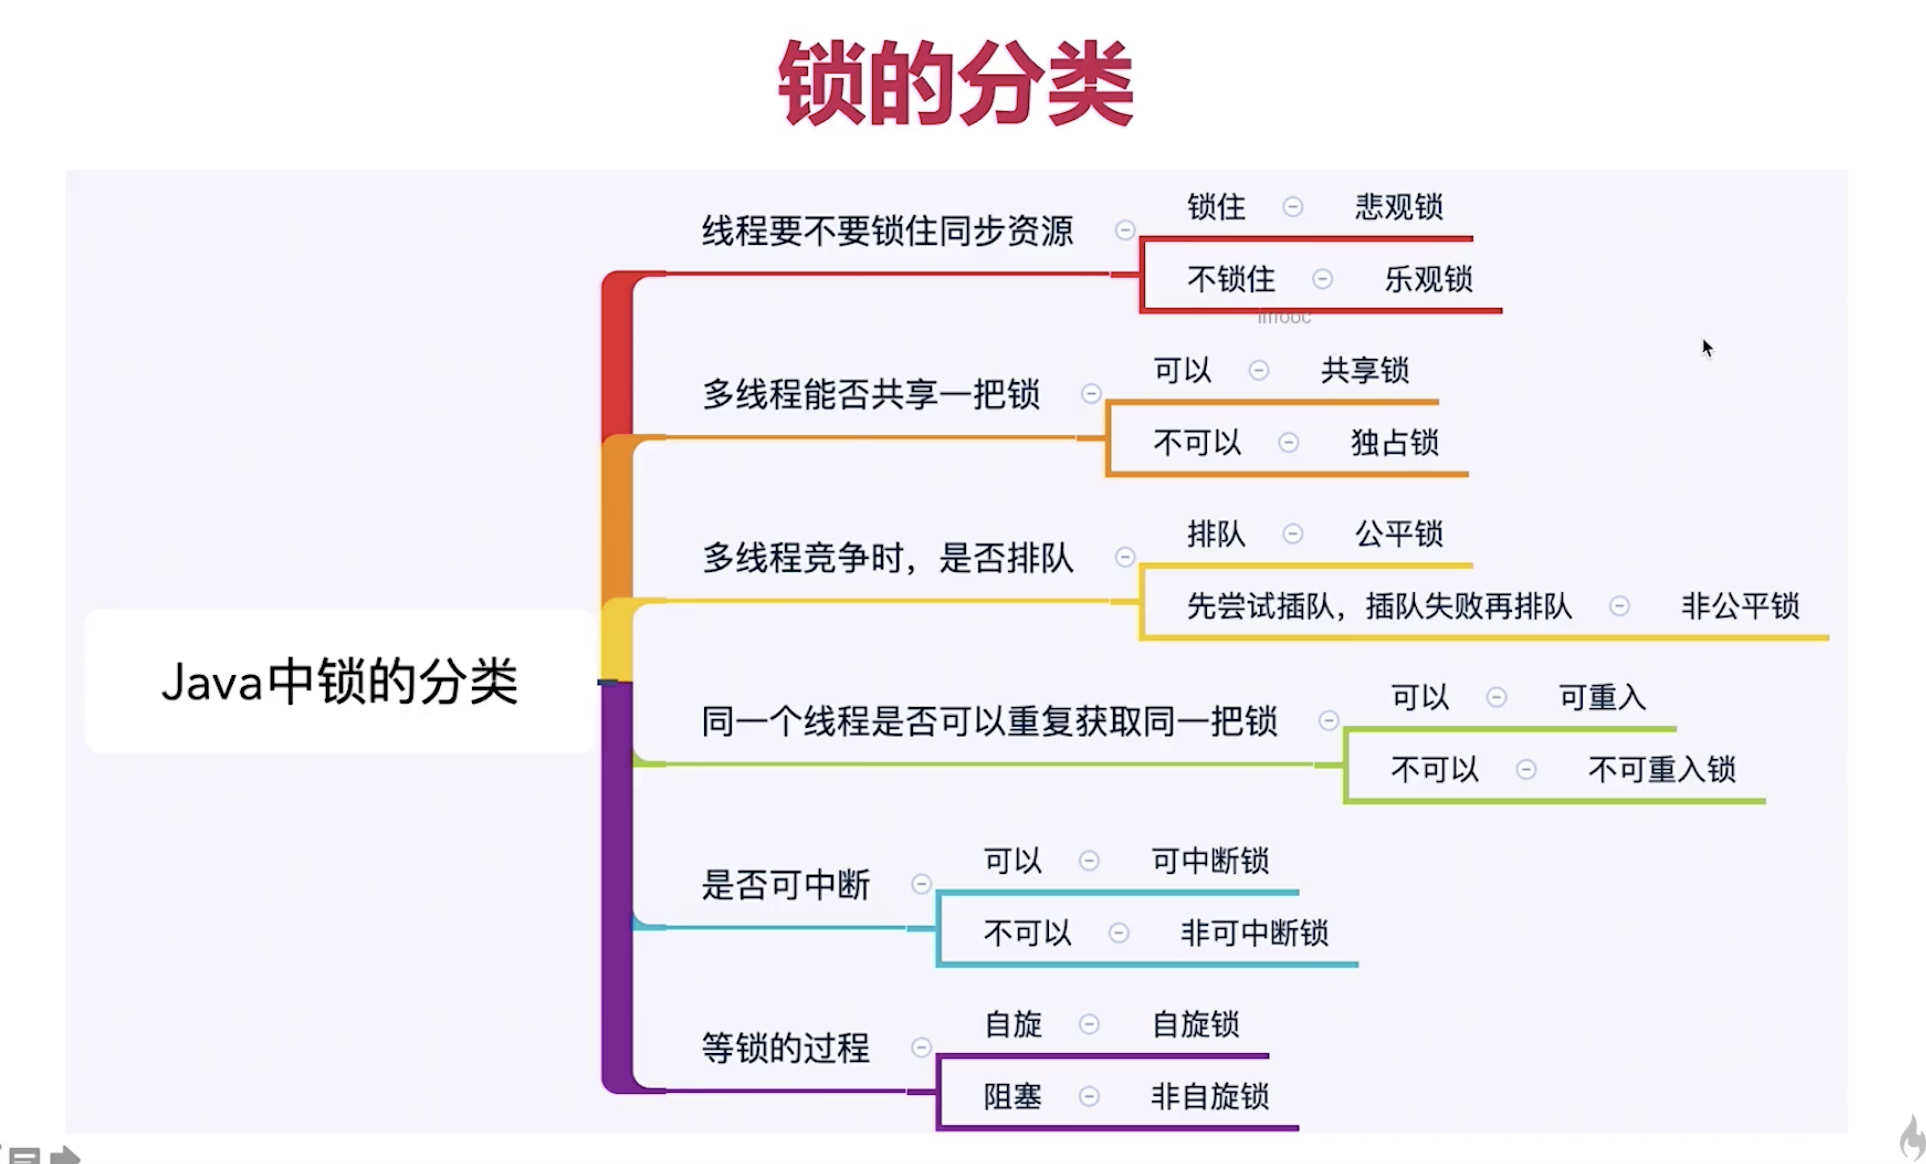 锁的分类
线程要不要锁住同步资源
锁住 悲观锁
不锁住 乐观锁
imooc
多线程能否共享一把锁
可以 共享锁
不可以 独占锁
多线程竞争时，是否排队
排队 公平锁
先尝试插队，插队失败再排队 非公平锁
Java中锁的分类
同一个线程是否可以重复获取同一把锁
可以 可重入
不可以 不可重入锁
是否可中断
可以 可中断锁
不可以 非可中断锁
等锁的过程
自旋 自旋锁
阻塞 非自旋锁